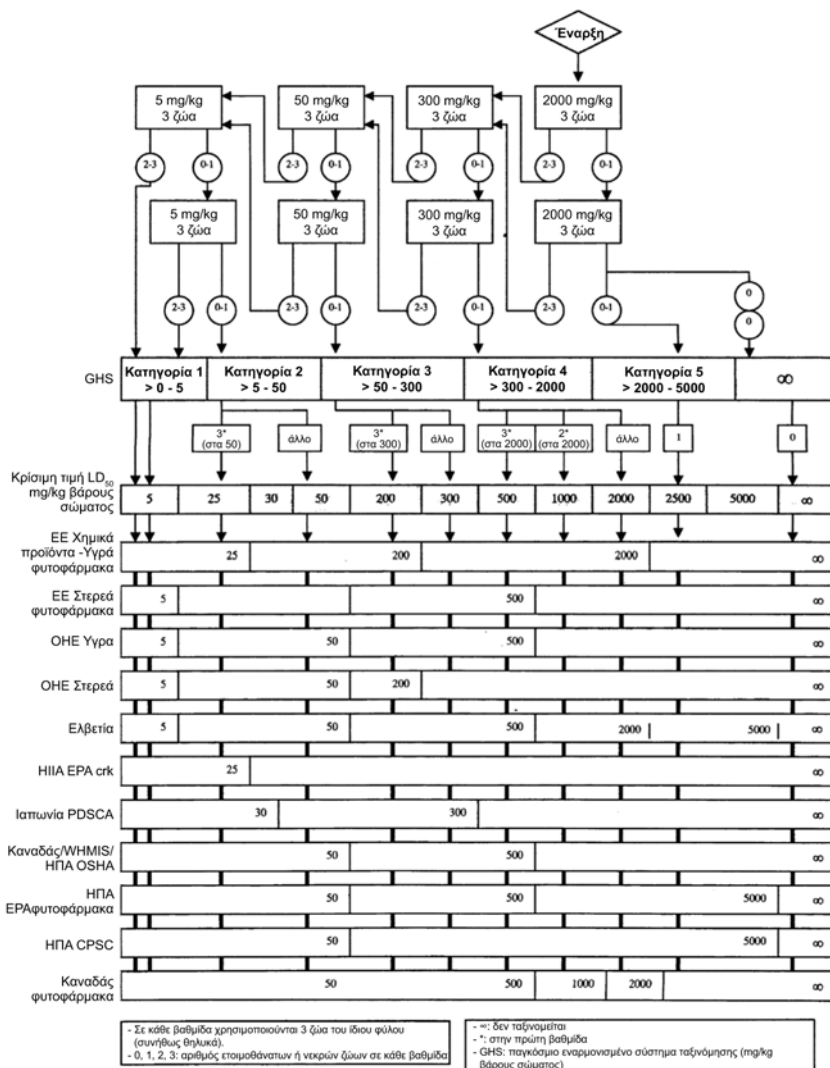 Έναρξη
5 mg/kg
3 ζώα
50 mg/kg
3 ζώα
300 mg/kg
3 ζώα
2000 mg/kg
3 ζώα
2-3
0-1
2-3
0-1
2-3
0-1
2-3
0-1
5 mg/kg
3 ζώα
50 mg/kg
3 ζώα
300 mg/kg
3 ζώα
2000 mg/kg
3 ζώα
2-3
0-1
2-3
0-1
2-3
0-1
2-3
0-1
0
0
GHS
Κατηγορία 1
> 0 - 5
Κατηγορία 2
> 5 - 50
Κατηγορία 3
> 50 - 300
Κατηγορία 4
> 300 - 2000
Κατηγορία 5
> 2000 - 5000
∞
3*
(στα 50)
άλλο
3*
(στα 300)
άλλο
3*
(στα 2000)
2*
(στα 2000)
άλλο
1
0
Κρίσιμη τιμή LD50
mg/kg βάρους
σώματος
5 25 30 50 200 300 500 1000 2000 2500 5000 ∞
ΕΕ Χημικά
προϊόντα -Υγρά
φυτοφάρμακα
25 200 2000 ∞
ΕΕ Στερεά
φυτοφάρμακα
5 500 ∞
ΟΗΕ Υγρα
5 50 500 ∞
ΟΗΕ Στερεά
5 50 200 ∞
Ελβετία
5 50 500 2000 5000 ∞
ΗΙΙΑ EPA crk
25 ∞
Ιαπωνία PDSCA
30 300 ∞
Καναδάς/WHMIS/
ΗΠΑ OSHA
50 500 ∞
ΗΠΑ
EPAφυτοφάρμακα
50 500 5000 ∞
ΗΠΑ CPSC
50 5000 ∞
Καναδάς
φυτοφάρμακα
50 500 1000 2000 ∞
- Σε κάθε βαθμίδα χρησιμοποιούνται 3 ζώα του ίδιου φύλου
(συνήθως θηλυκά).
- 0, 1, 2, 3: αριθμός ετοιμοθάνατων ή νεκρών ζώων σε κάθε βαθμίδα
- ∞: δεν ταξινομείται
- *: στην πρώτη βαθμίδα
- GHS: παγκόσμιο εναρμονισμένο σύστημα ταξινόμησης (mg/kg
βάρους σώματος)